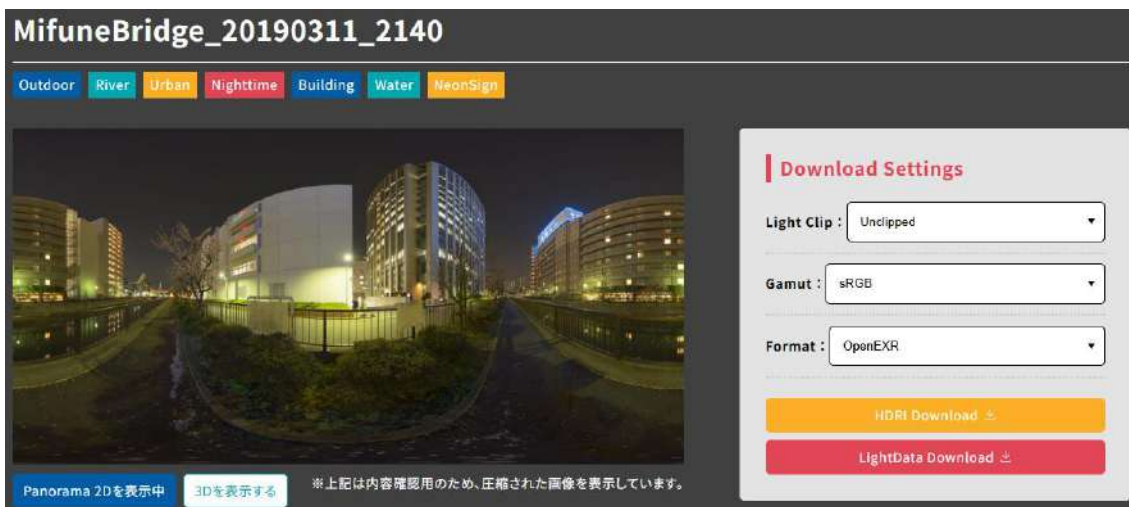 MifuneBridge_20190311_2140
Outdoor River Urban Nighttime Building Water NeonSign
Download Settings
Light Clip： Unclipped
Gamut： sRGB
Format： OpenEXR
HDRI Download
LightData Download
Panorama 2Dを表示中 3Dを表示する ※上記は内容確認用のため、圧縮された画像を表示しています。